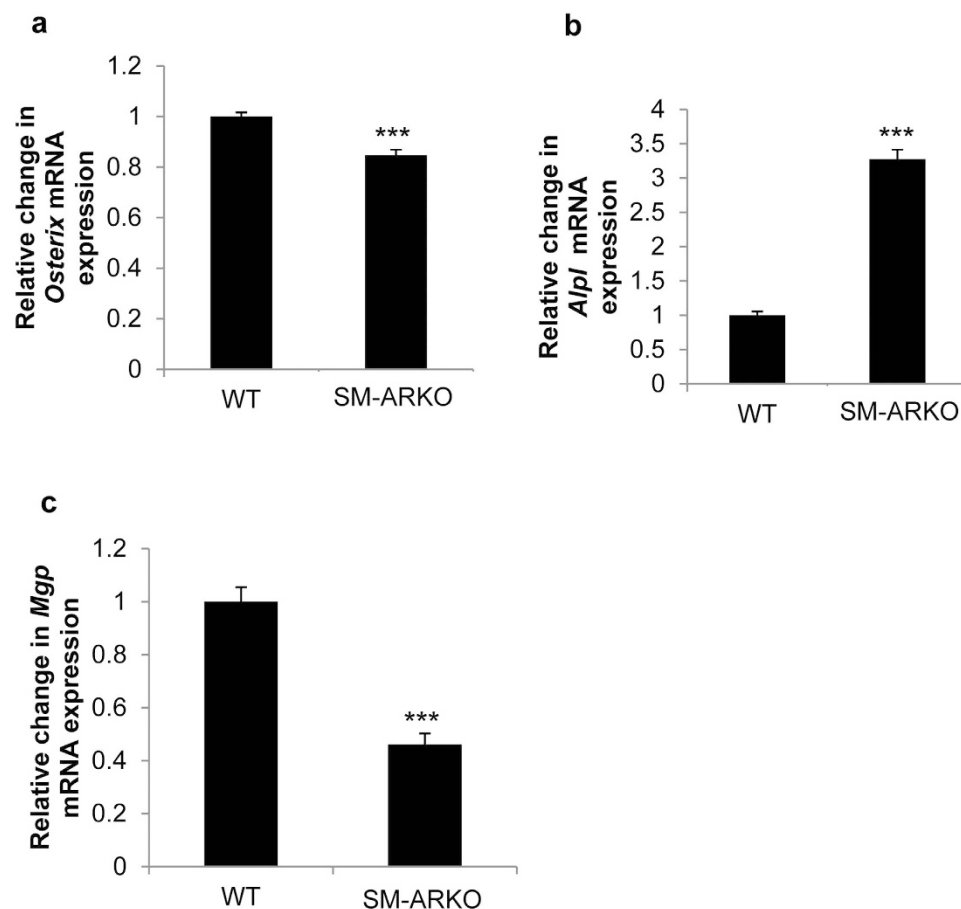 a
Relative change in
Osterix mRNA
expression
1.2
1
0.8
0.6
0.4
0.2
0
***
WT
SM-ARKO
b
Relative change in
Alpl mRNA
expression
4
3.5
3
2.5
2
1.5
1
0.5
0
***
WT
SM-ARKO
c
Relative change in Mgp
mRNA expression
1.2
1
0.8
0.6
0.4
0.2
0
***
WT
SM-ARKO